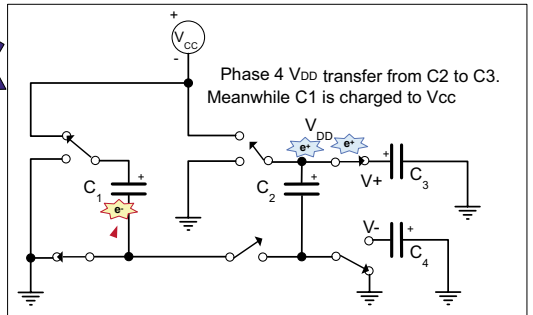 +
VCC
-
Phase 4 VDD transfer from C2 to C3.
Meanwhile C1 is charged to Vcc
VDD
e+ e+
+
C1
e-
+
C2
+
V+
C3
V-
+
C4